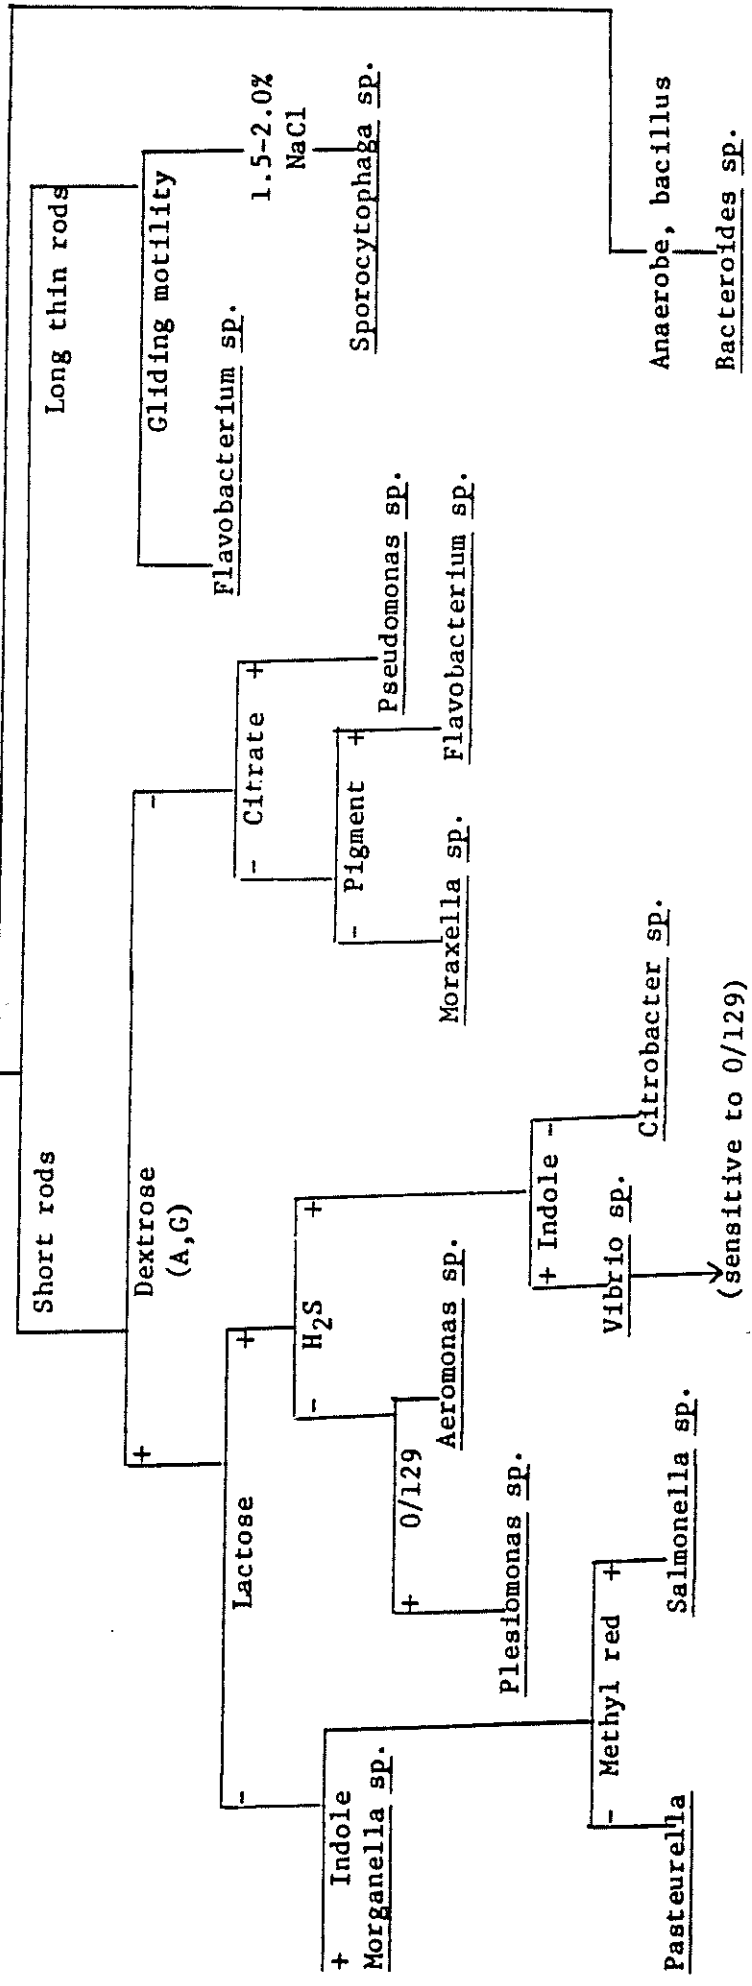 Short rods
Long thin rods
Dextrose
(A,G)
Gliding motility
+
-
Lactose
Citrate
Flavobacterium sp.
1.5-2.0%
NaCl
-
+
-
+
Sporocytophaga sp.
+ Indole
Morganella sp.
H2S
-
+
Pigment
-
+
Pseudomonas sp.
0/129
+
Aeromonas sp.
Moraxella sp.
Flavobacterium sp.
Plesiomonas sp.
+ Indole -
Methyl red
-
+
Vibrio sp.
Citrobacter sp.
Anaerobe, bacillus
Pasteurella
Salmonella sp.
(sensitive to 0/129)
Bacteroides sp.